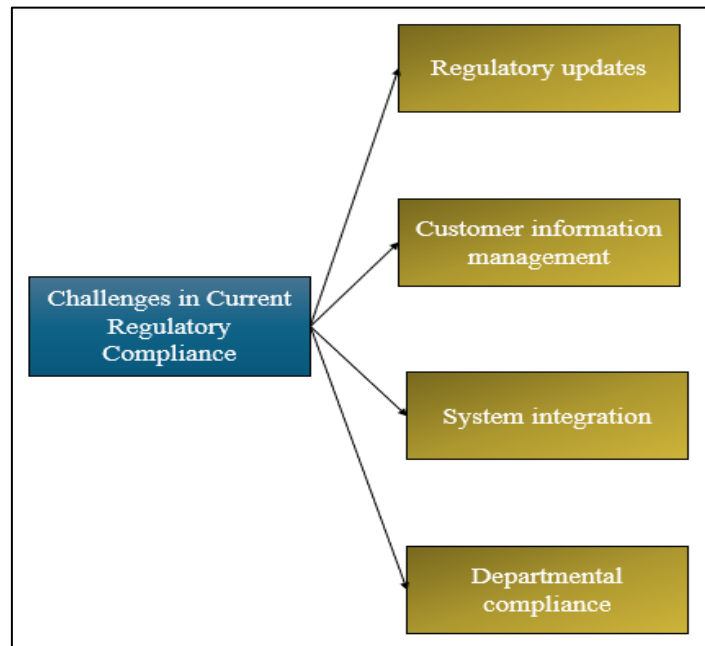 Regulatory updates
Customer information
management
Challenges in Current
Regulatory
Compliance
System integration
Departmental
compliance